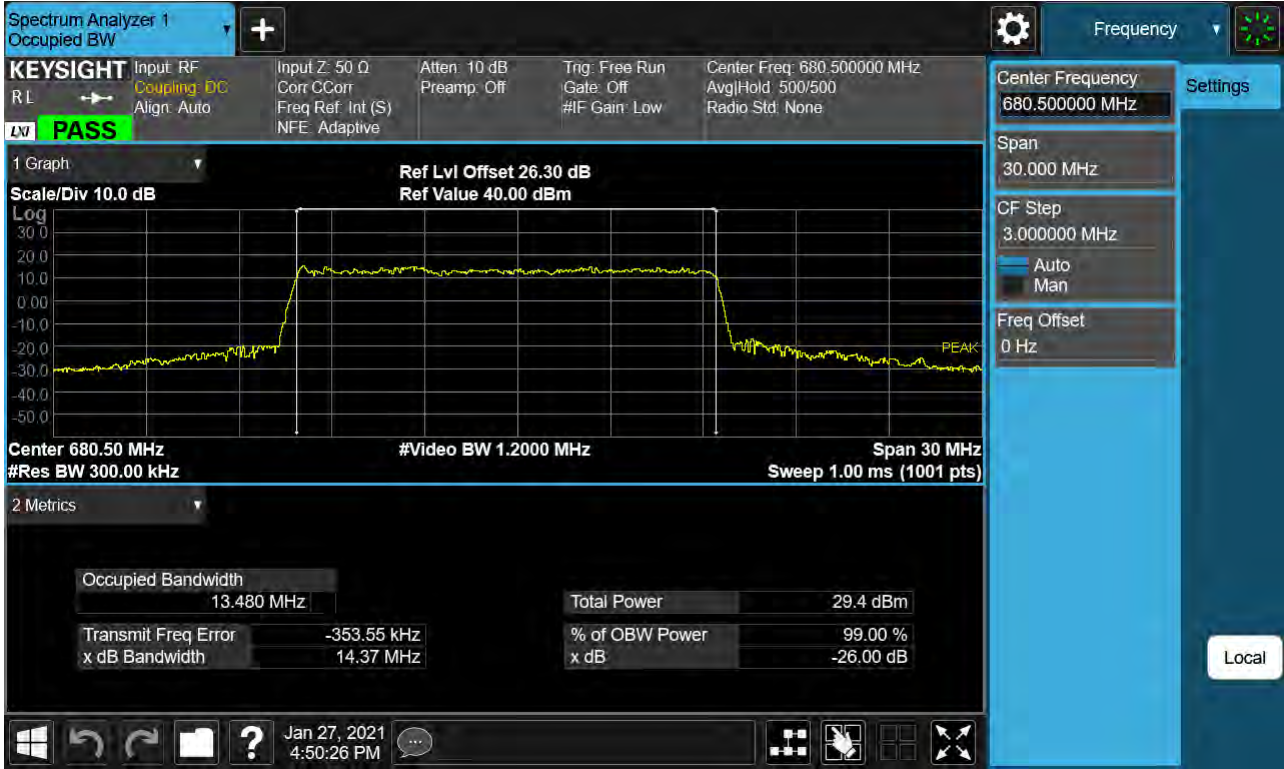 Spectrum Analyzer 1
Occupied BW
+
Frequency
KEYSIGHT
R L
LXI
PASS
Input: RF
Coupling: DC
Align: Auto
Input Z: 50 Ω
Corr CCorr
Freq Ref: Int (S)
NFE: Adaptive
Atten: 10 dB
Preamp: Off
Trig: Free Run
Gate: Off
#IF Gain: Low
Center Freq: 680.500000 MHz
Avg|Hold: 500/500
Radio Std: None
Center Frequency
680.500000 MHz
Settings
Span
30.000 MHz
CF Step
3.000000 MHz
Auto
Man
Freq Offset
0 Hz
Local
1 Graph
Scale/Div 10.0 dB
Ref Lvl Offset 26.30 dB
Ref Value 40.00 dBm
Log
30.0
20.0
10.0
0.00
-10.0
-20.0
-30.0
-40.0
-50.0
PEAK
Center 680.50 MHz
#Video BW 1.2000 MHz
Span 30 MHz
#Res BW 300.00 kHz
Sweep 1.00 ms (1001 pts)
2 Metrics
Occupied Bandwidth
13.480 MHz
Total Power 29.4 dBm
Transmit Freq Error -353.55 kHz
% of OBW Power 99.00 %
x dB Bandwidth 14.37 MHz
x dB -26.00 dB
?
Jan 27, 2021
4:50:26 PM